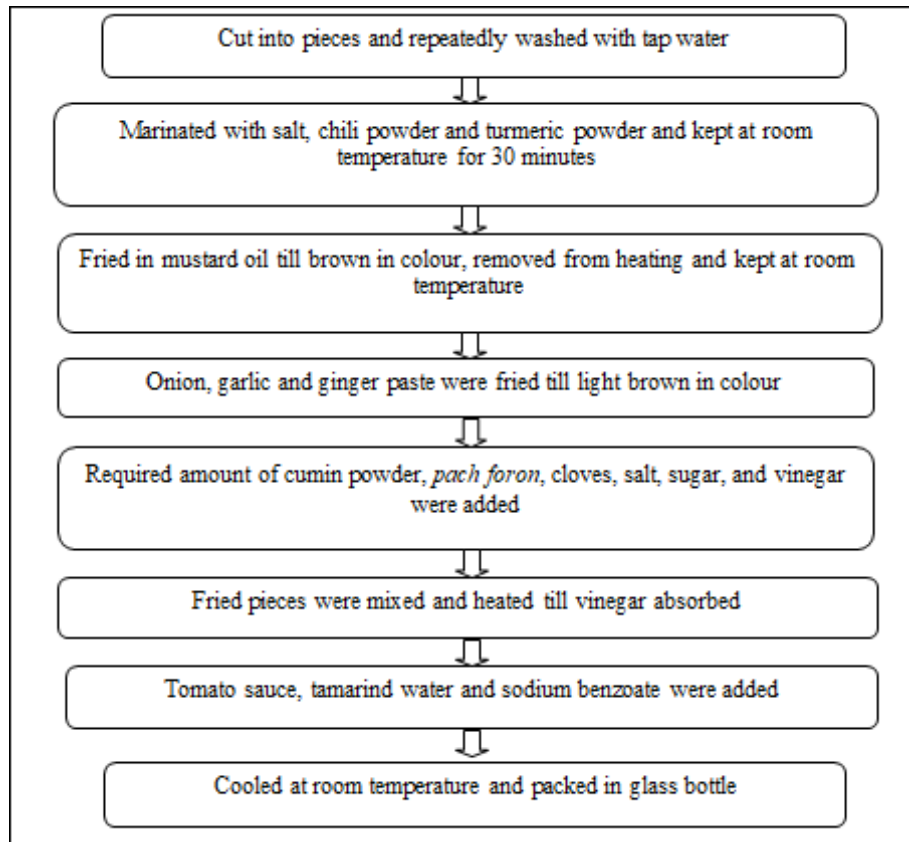 Cut into pieces and repeatedly washed with tap water
Marinated with salt, chili powder and turmeric powder and kept at room
temperature for 30 minutes
Fried in mustard oil till brown in colour, removed from heating and kept at room
temperature
Onion, garlic and ginger paste were fried till light brown in colour
Required amount of cumin powder, pach foron, cloves, salt, sugar, and vinegar
were added
Fried pieces were mixed and heated till vinegar absorbed
Tomato sauce, tamarind water and sodium benzoate were added
Cooled at room temperature and packed in glass bottle